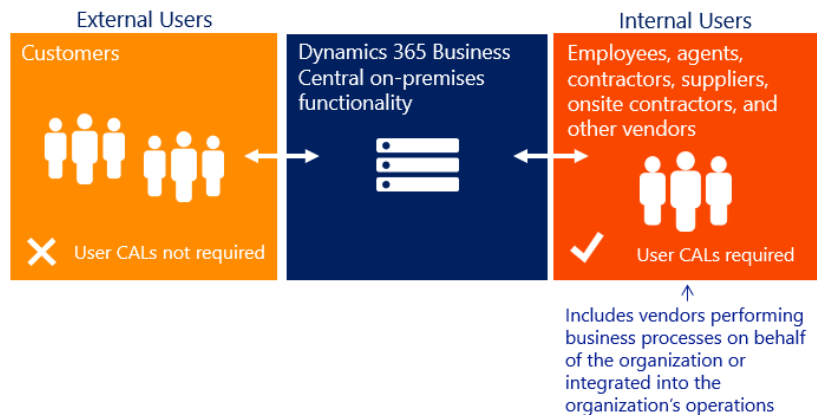 External Users
Customers
User CALs not required
Dynamics 365 Business
Central on-premises
functionality
Internal Users
Employees, agents,
contractors, suppliers,
onsite contractors, and
other vendors
User CALs required
Includes vendors performing
business processes on behalf
of the organization or
integrated into the
organization's operations